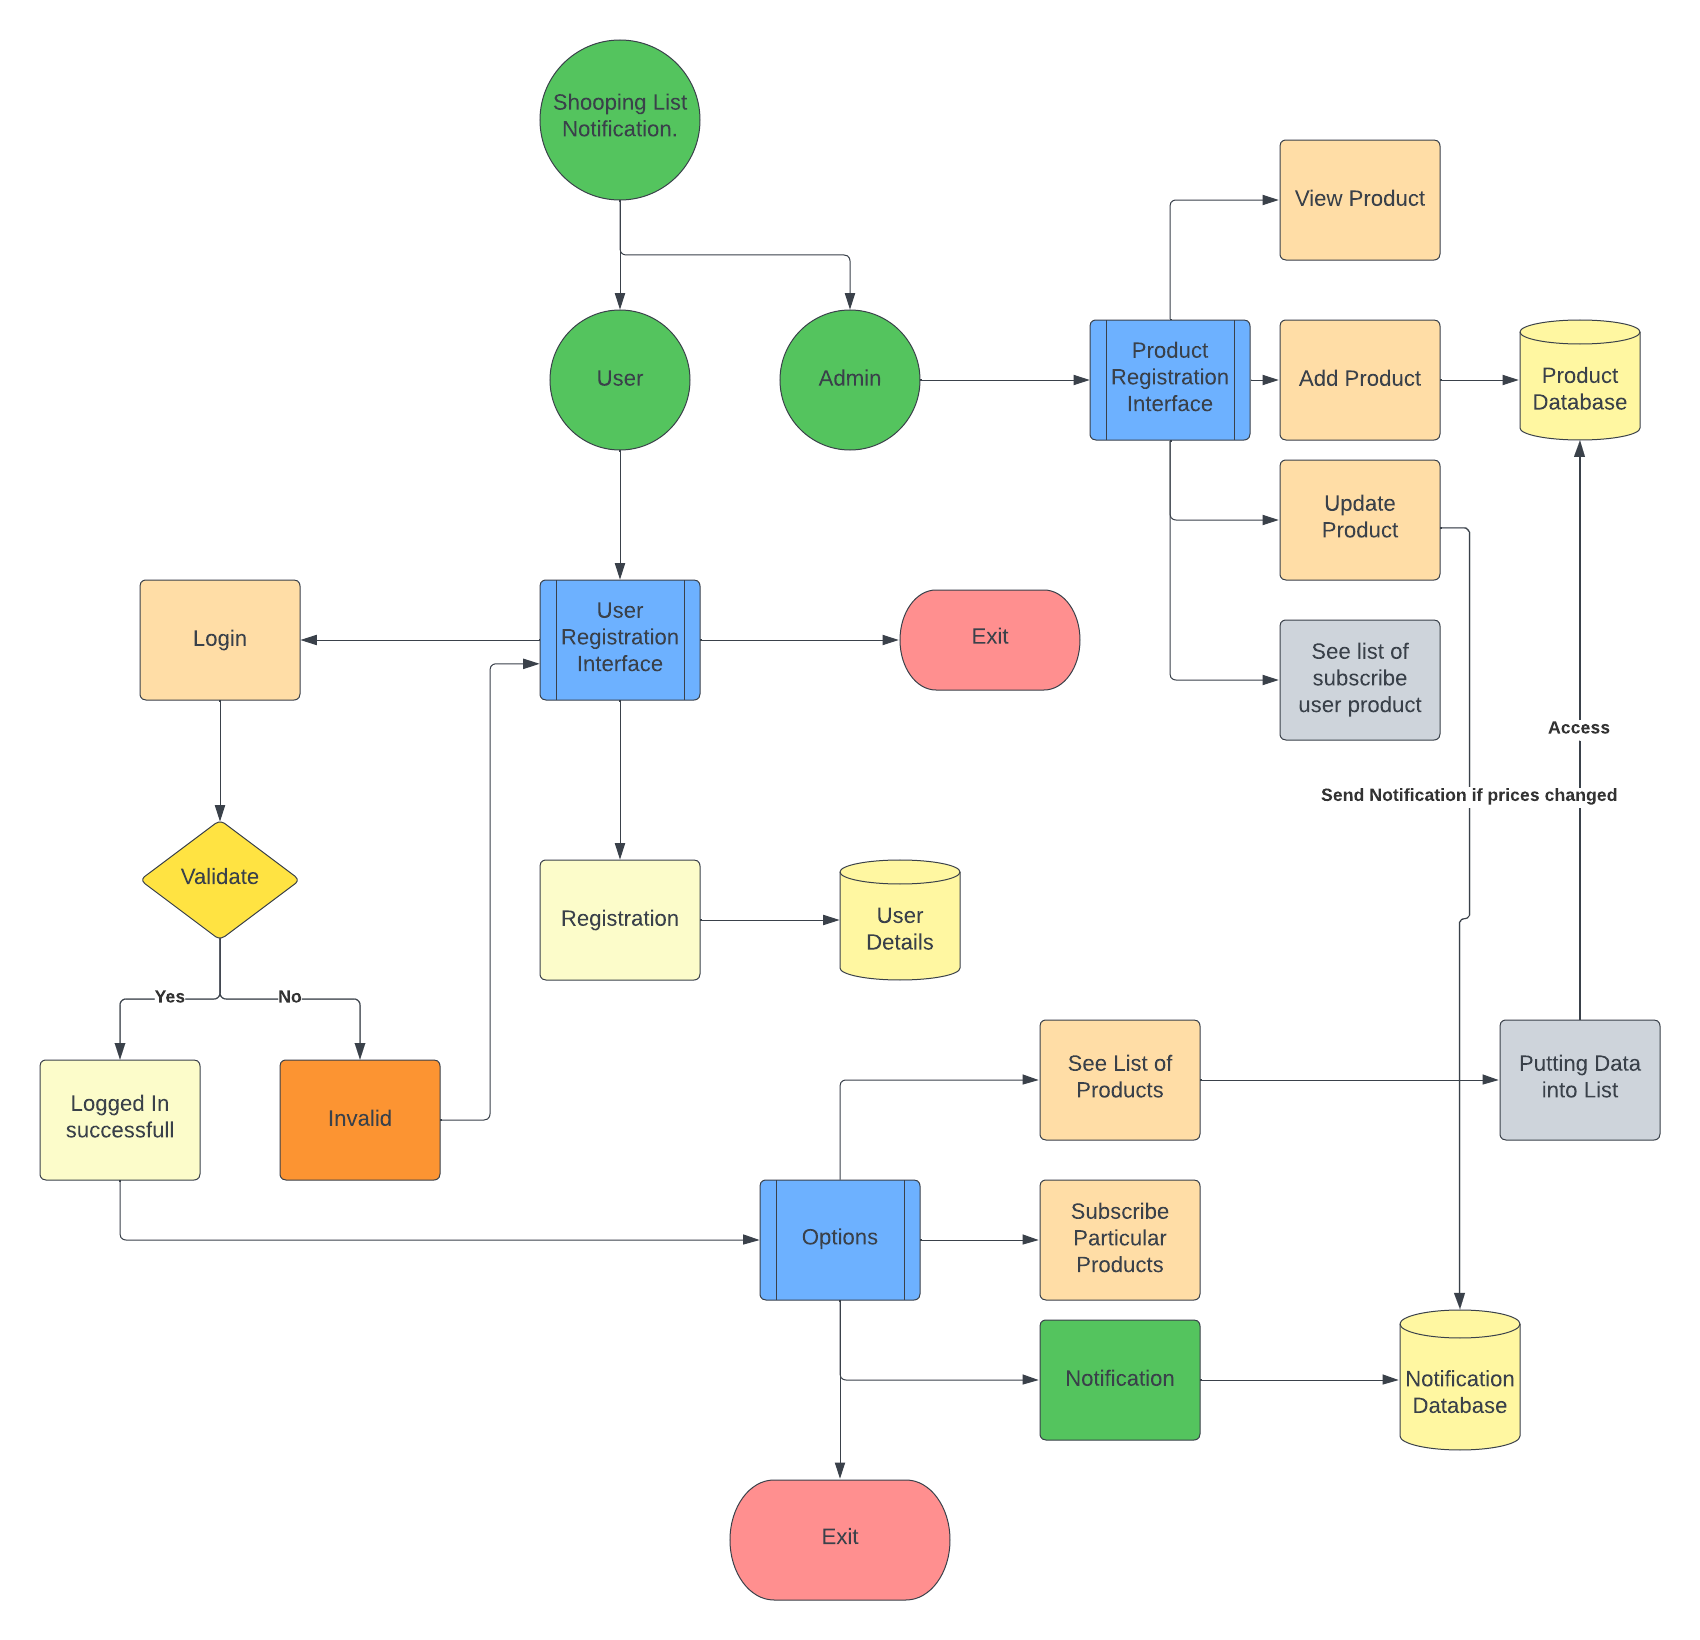 Shooping List
Notification.
View Product
User
Admin
Product
Registration
Interface
Add Product
Product
Database
Update
Product
Login
User
Registration
Interface
Exit
See list of
subscribe
user product
Access
Send Notification if prices changed
Validate
Registration
User
Details
Yes
No
Logged In
successfull
Invalid
See List of
Products
Putting Data
into List
Options
Subscribe
Particular
Products
Notification
Notification
Database
Exit